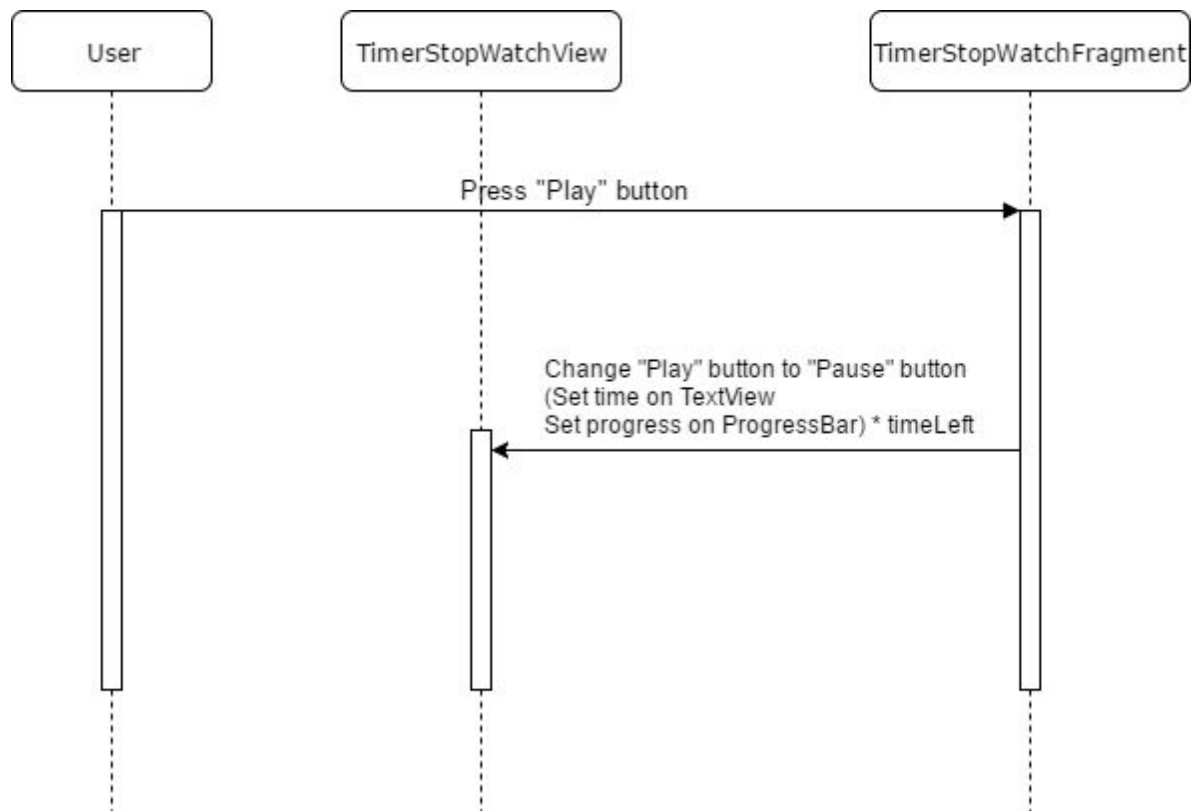 User
TimerStopWatchView
TimerStopWatchFragment
Press "Play" button
Change "Play" button to "Pause" button
(Set time on TextView
Set progress on ProgressBar) * timeLeft